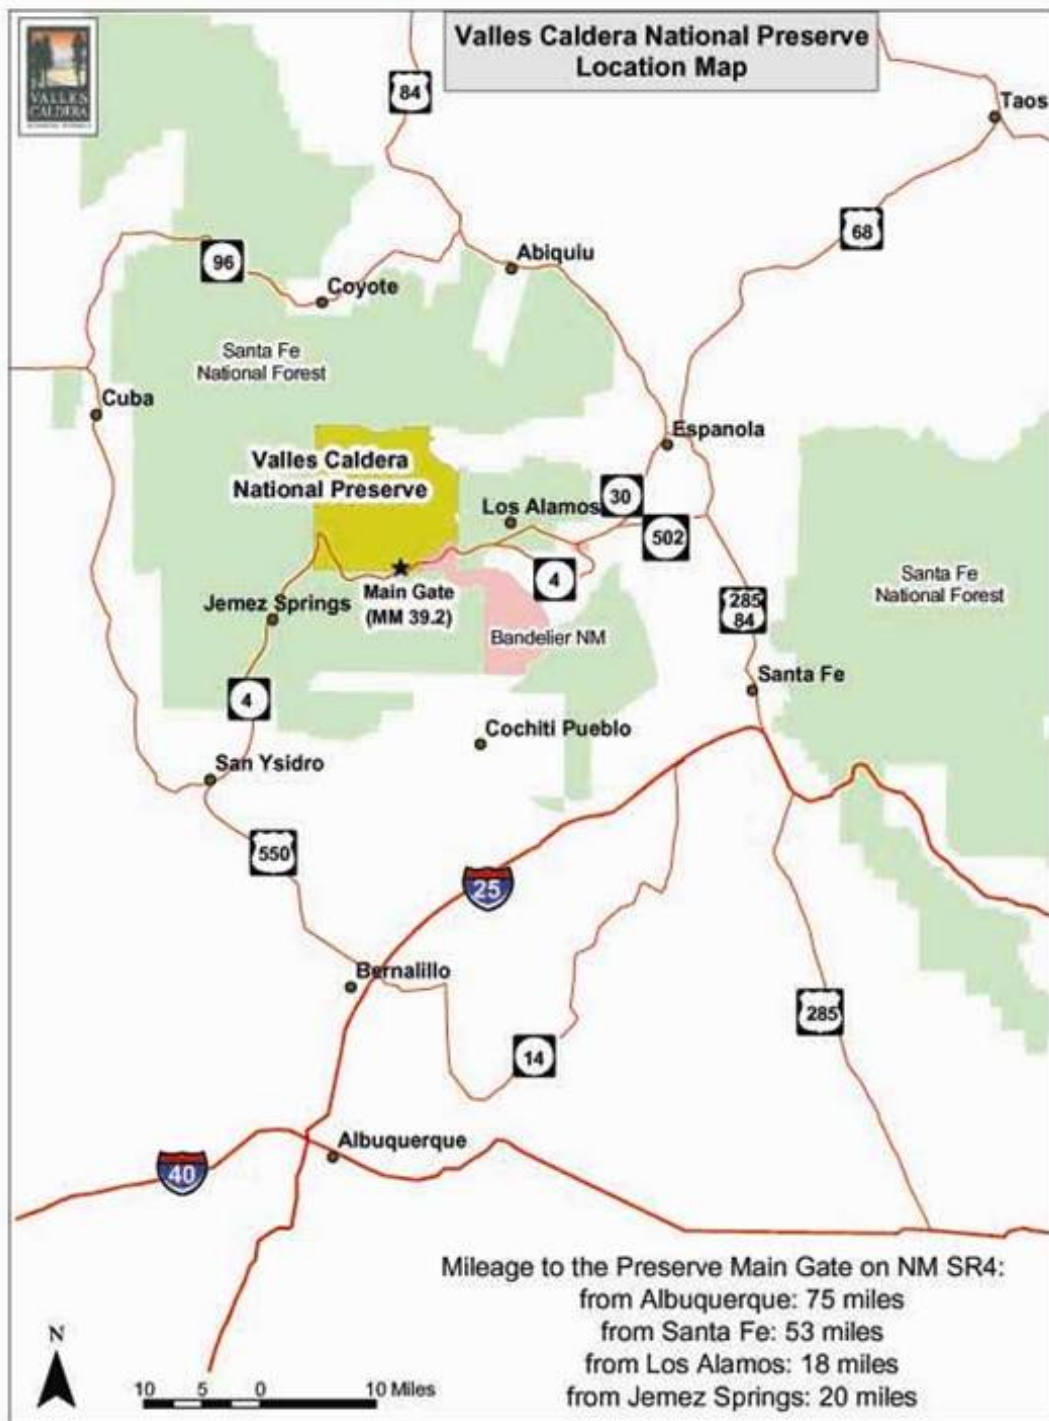 Valles Caldera National Preserve
Location Map
VALLES
CALDERA
84
Taos
68
Abiquiu
96
Coyote
Santa Fe
National Forest
Cuba
Espanola
Valles Caldera
National Preserve
30
Los Alamos
502
4
Main Gate
(MM 39.2)
Jemez Springs
Santa Fe
National Forest
285
84
Bandelier NM
Santa Fe
4
Cochiti Pueblo
San Ysidro
550
25
Bernalillo
285
14
Albuquerque
40
Mileage to the Preserve Main Gate on NM SR4:
from Albuquerque: 75 miles
from Santa Fe: 53 miles
from Los Alamos: 18 miles
from Jemez Springs: 20 miles
N
10 5 0 10 Miles